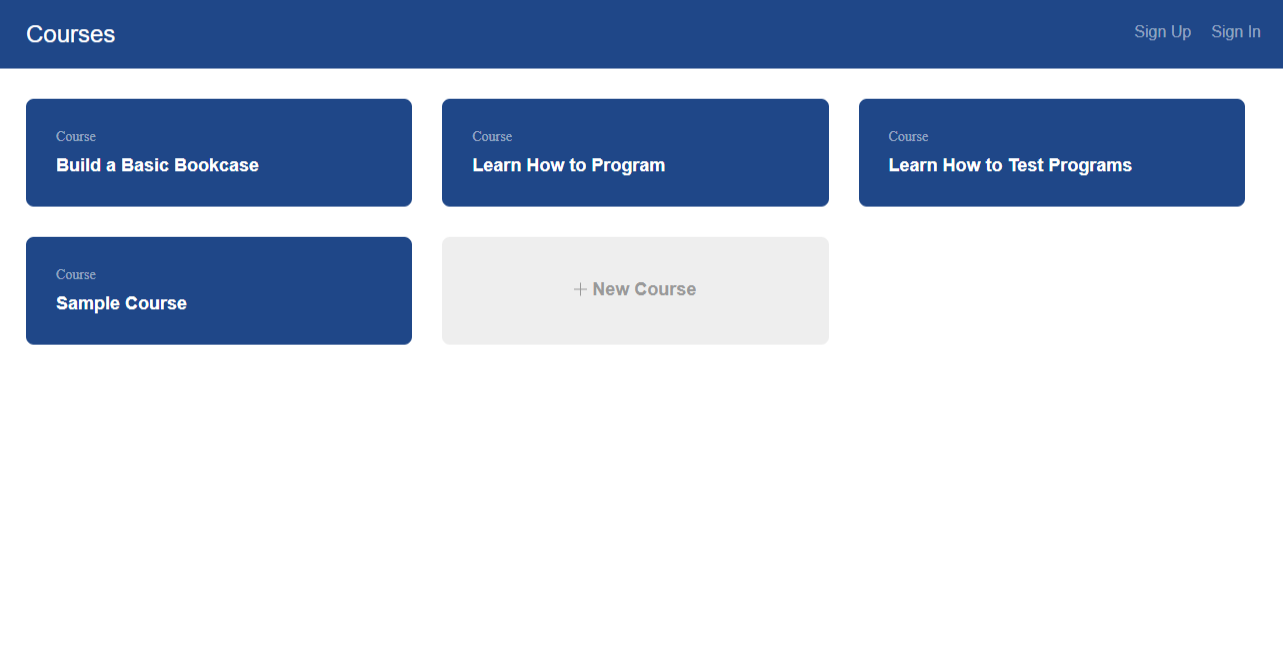 Courses
Sign Up Sign In
Course
Build a Basic Bookcase
Course
Learn How to Program
Course
Learn How to Test Programs
Course
Sample Course
+ New Course